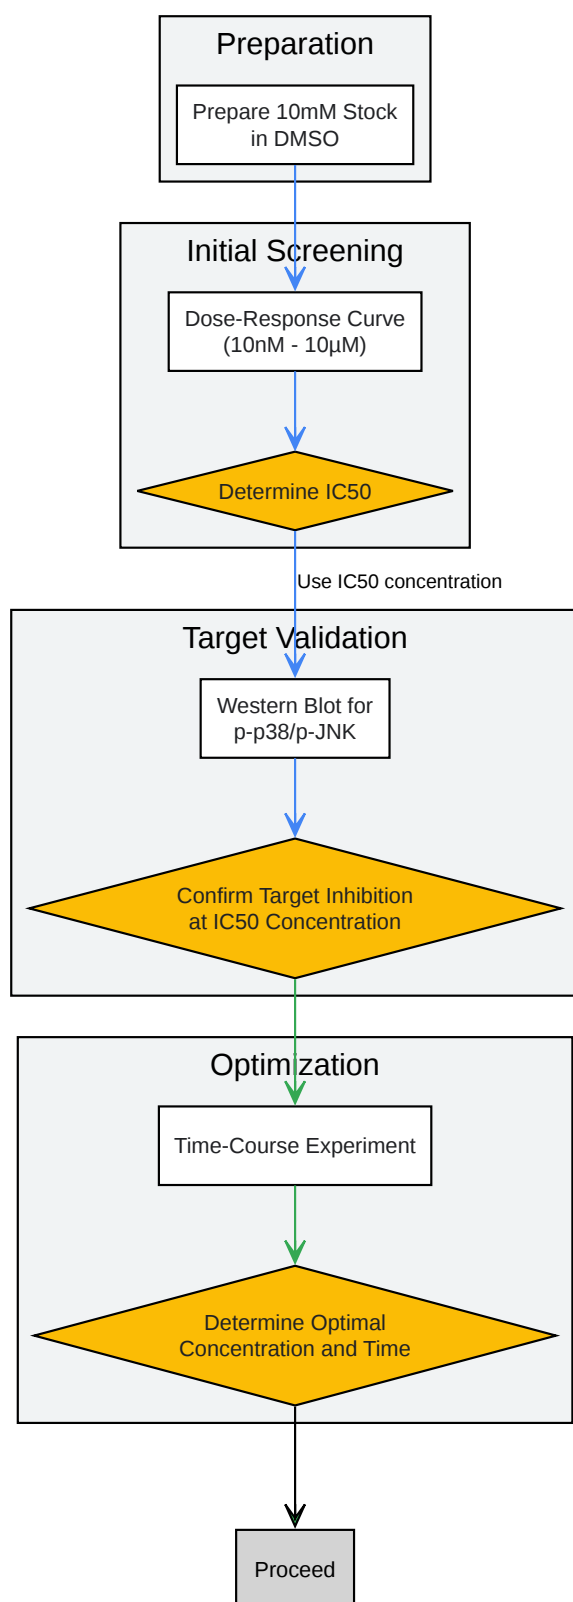 Preparation
Prepare 10mM Stock
in DMSO
Initial Screening
Dose-Response Curve
(10nM - 10µM)
Determine IC50
Use IC50 concentration
Target Validation
Western Blot for
p-p38/p-JNK
Confirm Target Inhibition
at IC50 Concentration
Optimization
Time-Course Experiment
Determine Optimal
Concentration and Time
Proceed